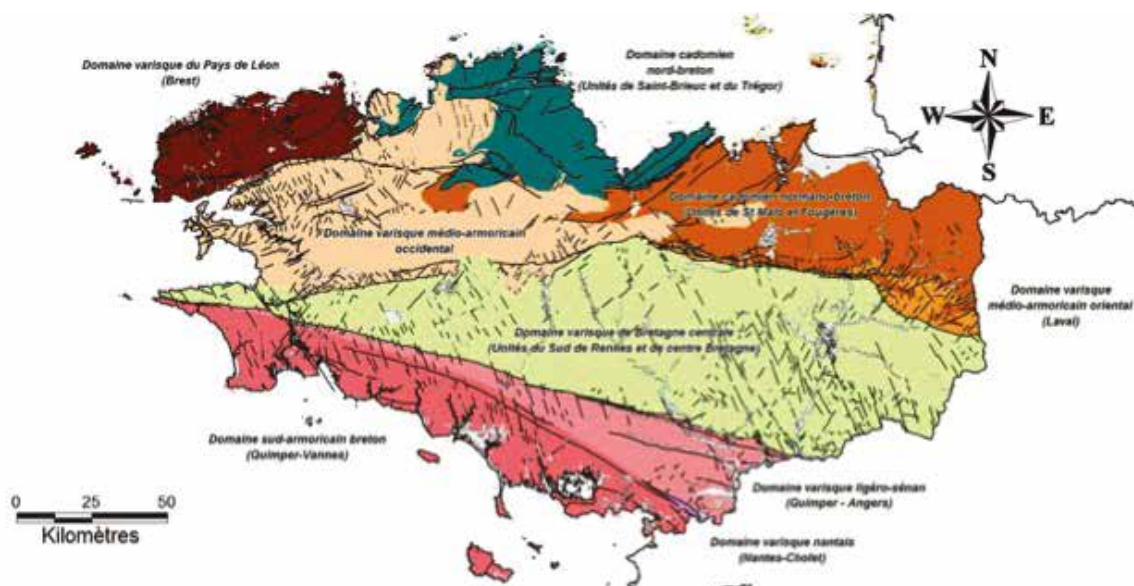 Domaine varisque du Pays de Léon
(Brest)
Domaine cadomien
nord-breton
(Unités de Saint-Brieuc et du Trégor)
N
W
E
S
Domaine cadomien normano-breton
(Unités de St Malo et Fougères)
Domaine varisque médio-armoricain
occidental
Domaine varisque
médio-armoricain oriental
(Laval)
Domaine varisque de Bretagne centrale
(Unités du Sud de Rennes et de centre Bretagne)
Domaine sud-armoricain breton
(Quimper-Vannes)
Domaine varisque ligéro-sénan
(Quimper - Angers)
Domaine varisque nantais
(Nantes-Cholet)
0 25 50
Kilomètres